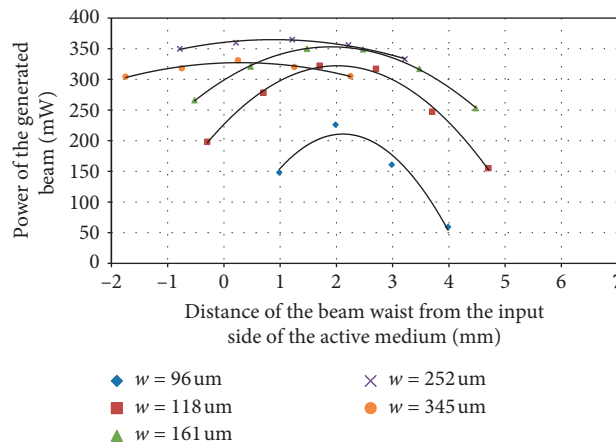 400
350
300
250
200
150
100
50
0
Power of the generated
beam (mW)
–2 –1 0 1 2 3 4 5 6 7
Distance of the beam waist from the input
side of the active medium (mm)
w = 96 um
w = 118 um
w = 161 um
w = 252 um
w = 345 um